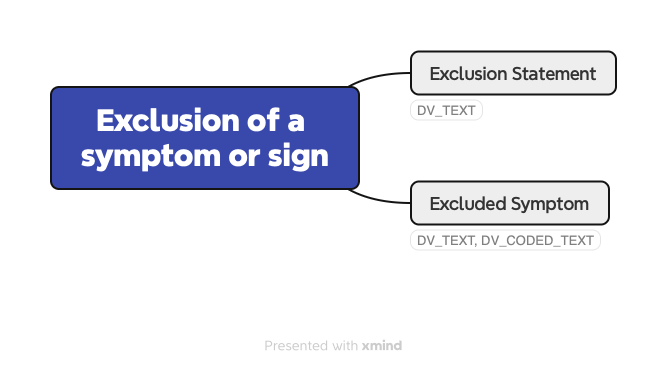 Exclusion of a
symptom or sign
Exclusion Statement
DV_TEXT
Excluded Symptom
DV_TEXT, DV_CODED_TEXT
Presented with xmind